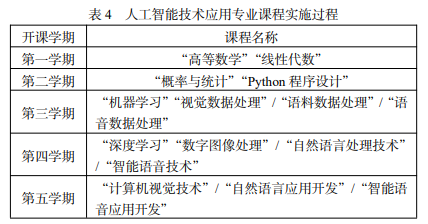 表 4 人工智能技术应用专业课程实施过程
开课学期 课程名称
第一学期 “高等数学”“线性代数”
第二学期 “概率与统计”“Python 程序设计”
第三学期 “机器学习”“视觉数据处理” / “语料数据处理” / “语
音数据处理”
第四学期 “深度学习”“数字图像处理” / “自然语言处理技术”
/ “智能语音技术”
第五学期 “计算机视觉技术” / “自然语言应用开发” / “智能语
音应用开发”